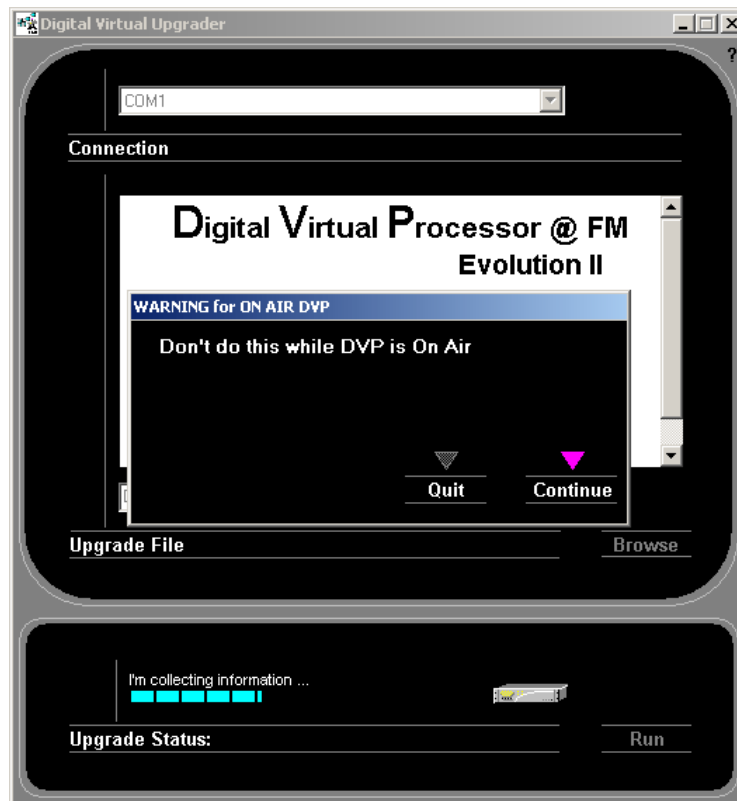 Digital Virtual Upgrader
?
COM1
Connection
Digital Virtual Processor @ FM
Evolution II
WARNING for ON AIR DVP
Don't do this while DVP is On Air
Quit Continue
Upgrade File Browse
I'm collecting information ...
Upgrade Status: Run